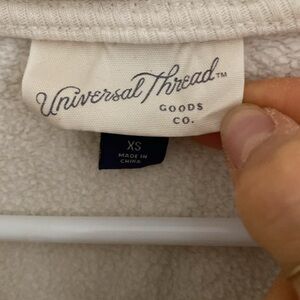 Universal Thread™
GOODS
CO.
XS
MADE IN
CHINA